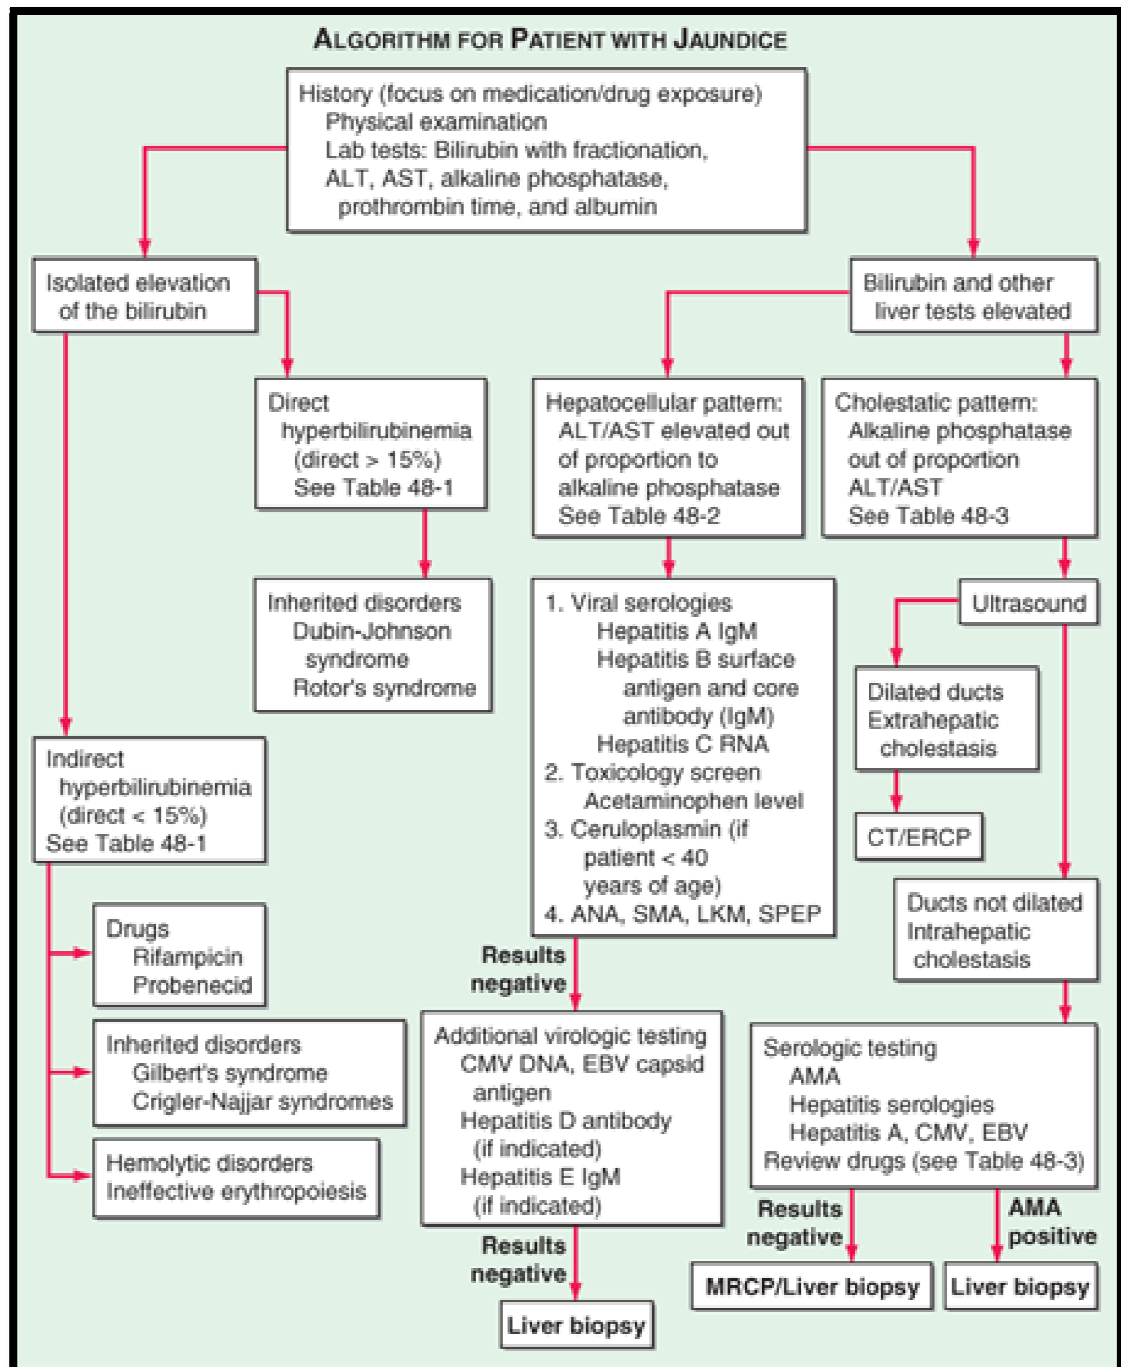 ALGORITHM FOR PATIENT WITH JAUNDICE
History (focus on medication/drug exposure)
Physical examination
Lab tests: Bilirubin with fractionation,
ALT, AST, alkaline phosphatase,
prothrombin time, and albumin
Isolated elevation
of the bilirubin
Bilirubin and other
liver tests elevated
Direct
hyperbilirubinemia
(direct > 15%)
See Table 48-1
Hepatocellular pattern:
ALT/AST elevated out
of proportion to
alkaline phosphatase
See Table 48-2
Cholestatic pattern:
Alkaline phosphatase
out of proportion
ALT/AST
See Table 48-3
Inherited disorders
Dubin-Johnson
syndrome
Rotor's syndrome
1. Viral serologies
Hepatitis A IgM
Hepatitis B surface
antigen and core
antibody (IgM)
Hepatitis C RNA
2. Toxicology screen
Acetaminophen level
3. Ceruloplasmin (if
patient < 40
years of age)
4. ANA, SMA, LKM, SPEP
Ultrasound
Dilated ducts
Extrahepatic
cholestasis
CT/ERCP
Indirect
hyperbilirubinemia
(direct < 15%)
See Table 48-1
Ducts not dilated
Intrahepatic
cholestasis
Drugs
Rifampicin
Probenecid
Inherited disorders
Gilbert's syndrome
Crigler-Najjar syndromes
Hemolytic disorders
Ineffective erythropoiesis
Results
negative
Additional virologic testing
CMV DNA, EBV capsid
antigen
Hepatitis D antibody
(if indicated)
Hepatitis E IgM
(if indicated)
Results
negative
Liver biopsy
Serologic testing
AMA
Hepatitis serologies
Hepatitis A, CMV, EBV
Review drugs (see Table 48-3)
Results
negative
AMA
positive
MRCP/Liver biopsy
Liver biopsy